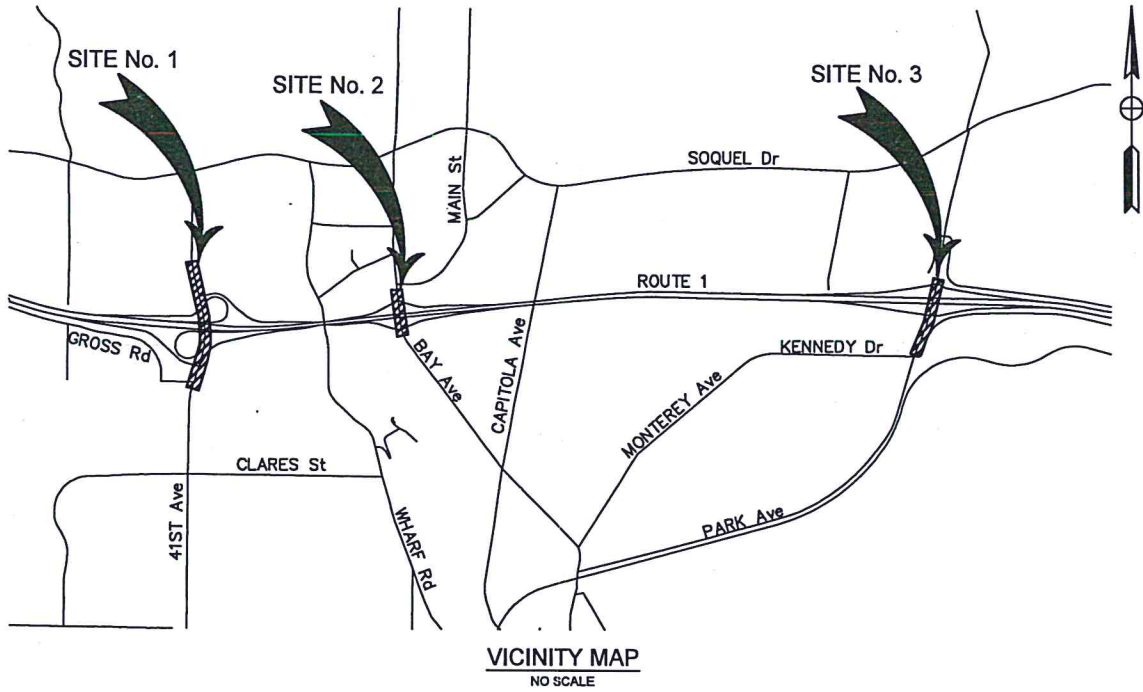 SITE No. 1
SITE No. 2
SITE No. 3
MAIN St
SOQUEL Dr
ROUTE 1
GROSS Rd
BAY Ave
CAPITOLA Ave
KENNEDY Dr
MONTEREY Ave
CLARES St
41ST Ave
WHARF Rd
PARK Ave
VICINITY MAP
NO SCALE